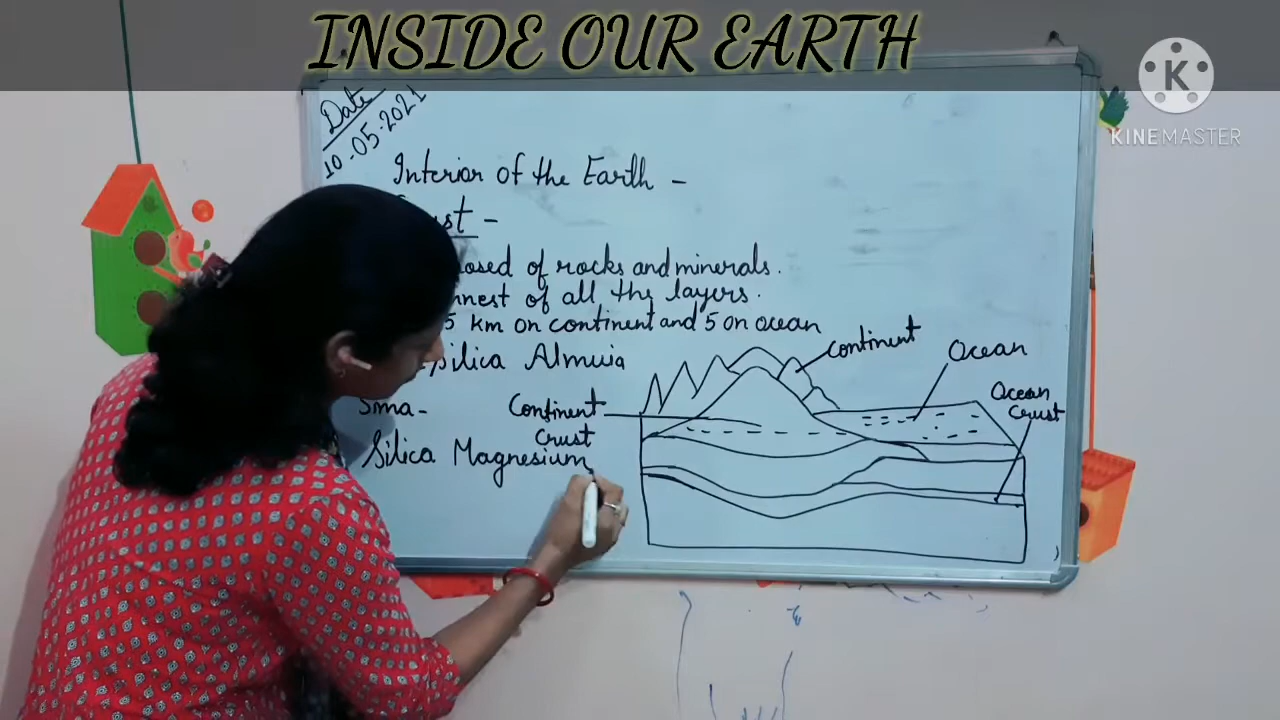 INSIDE OUR EARTH
KINEMASTER
Date
10-05-2021
Interior of the Earth -
st -
osed of rocks and minerals.
nnest of all the layers.
5 km on continent and 5 on ocean
Silica Almuia
Sima-
Silica Magnesium
Continent
Ocean
Ocean
Crust
Continent
Crust